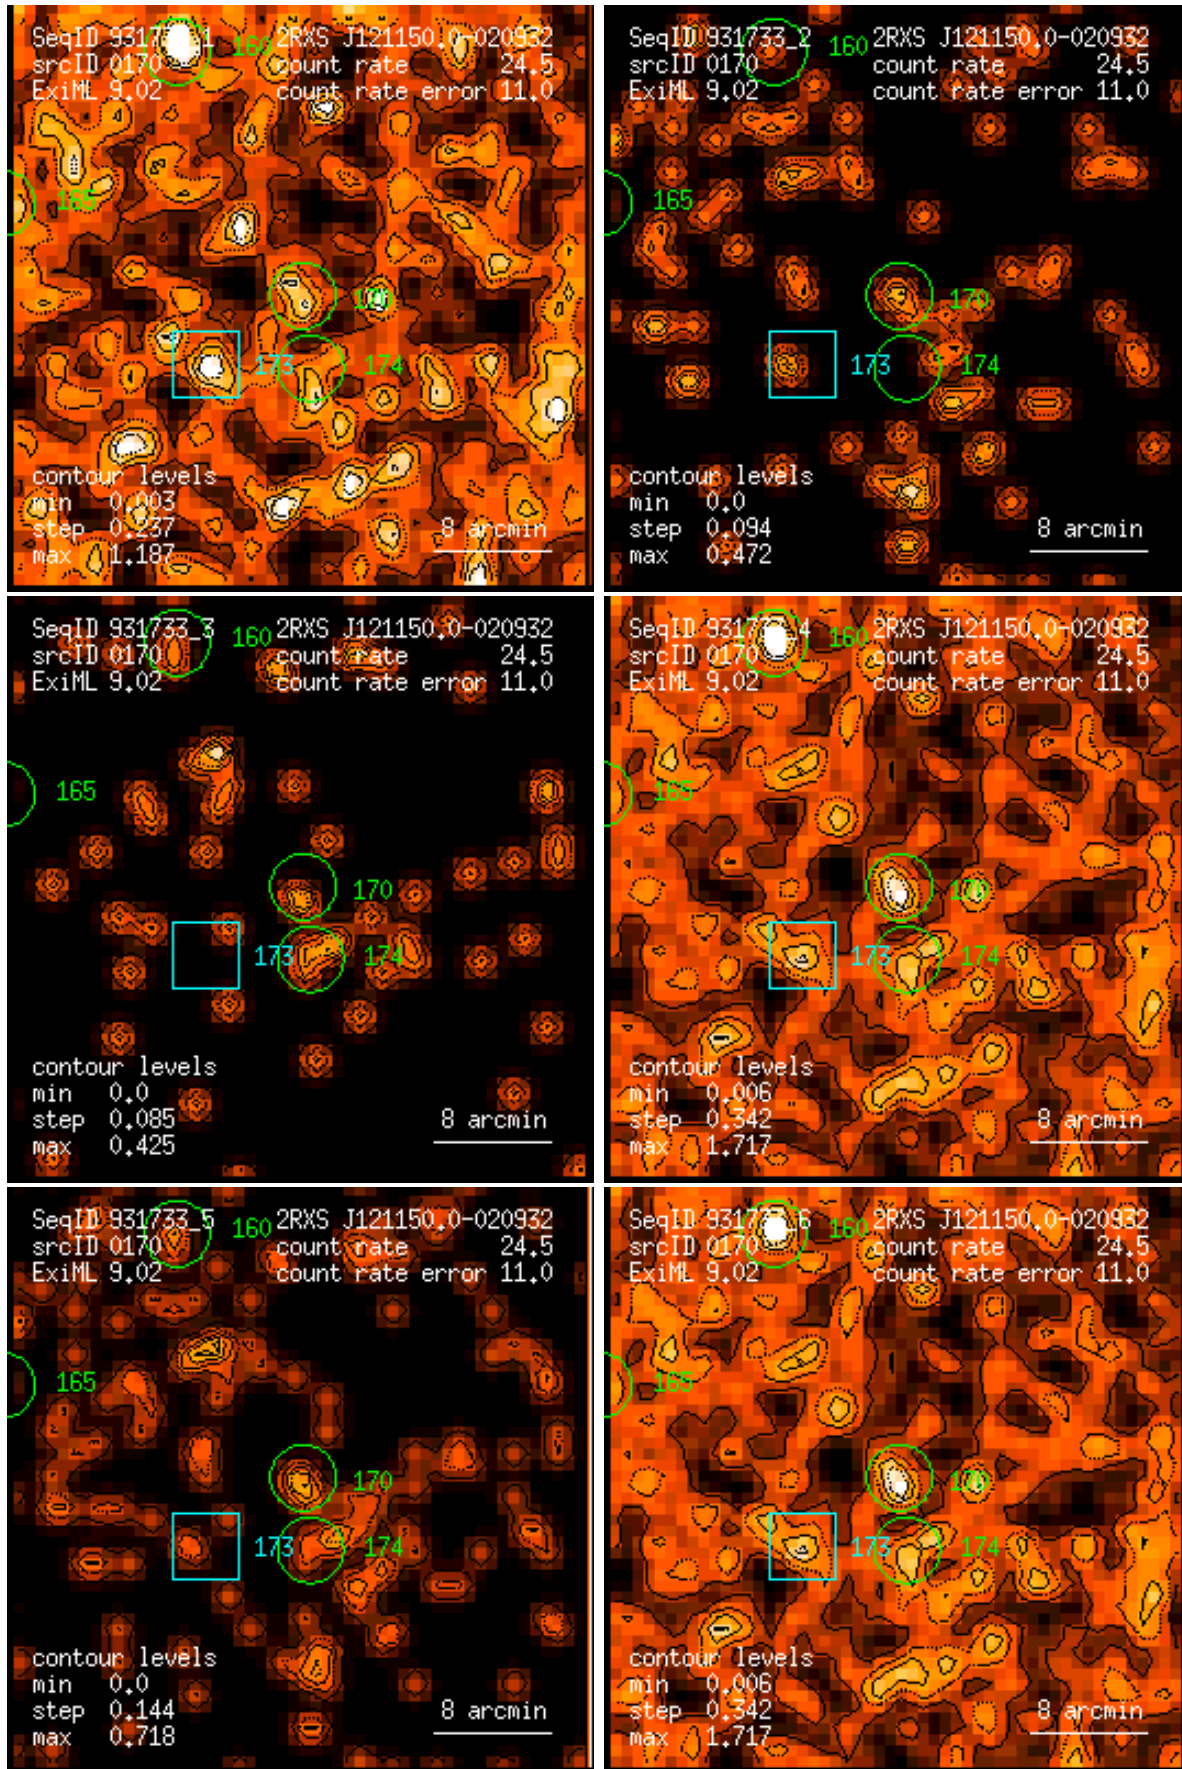 SeqID 931733_1 160 2RXS J121150.0-020932
srcID 0170 count rate 24.5
ExiML 9.02 count rate error 11.0
165
170
173 174
contour levels
min 0.003
step 0.237
max 1.187
8 arcmin
SeqID 931733_2 160 2RXS J121150.0-020932
srcID 0170 count rate 24.5
ExiML 9.02 count rate error 11.0
165
170
173 174
contour levels
min 0.0
step 0.094
max 0.472
8 arcmin
SeqID 931733_3 160 2RXS J121150.0-020932
srcID 0170 count rate 24.5
ExiML 9.02 count rate error 11.0
165
170
173 174
contour levels
min 0.0
step 0.085
max 0.425
8 arcmin
SeqID 931733_4 160 2RXS J121150.0-020932
srcID 0170 count rate 24.5
ExiML 9.02 count rate error 11.0
165
170
173 174
contour levels
min 0.006
step 0.342
max 1.717
8 arcmin
SeqID 931733_5 160 2RXS J121150.0-020932
srcID 0170 count rate 24.5
ExiML 9.02 count rate error 11.0
165
170
173 174
contour levels
min 0.0
step 0.144
max 0.718
8 arcmin
SeqID 931733_6 160 2RXS J121150.0-020932
srcID 0170 count rate 24.5
ExiML 9.02 count rate error 11.0
165
170
173 174
contour levels
min 0.006
step 0.342
max 1.717
8 arcmin